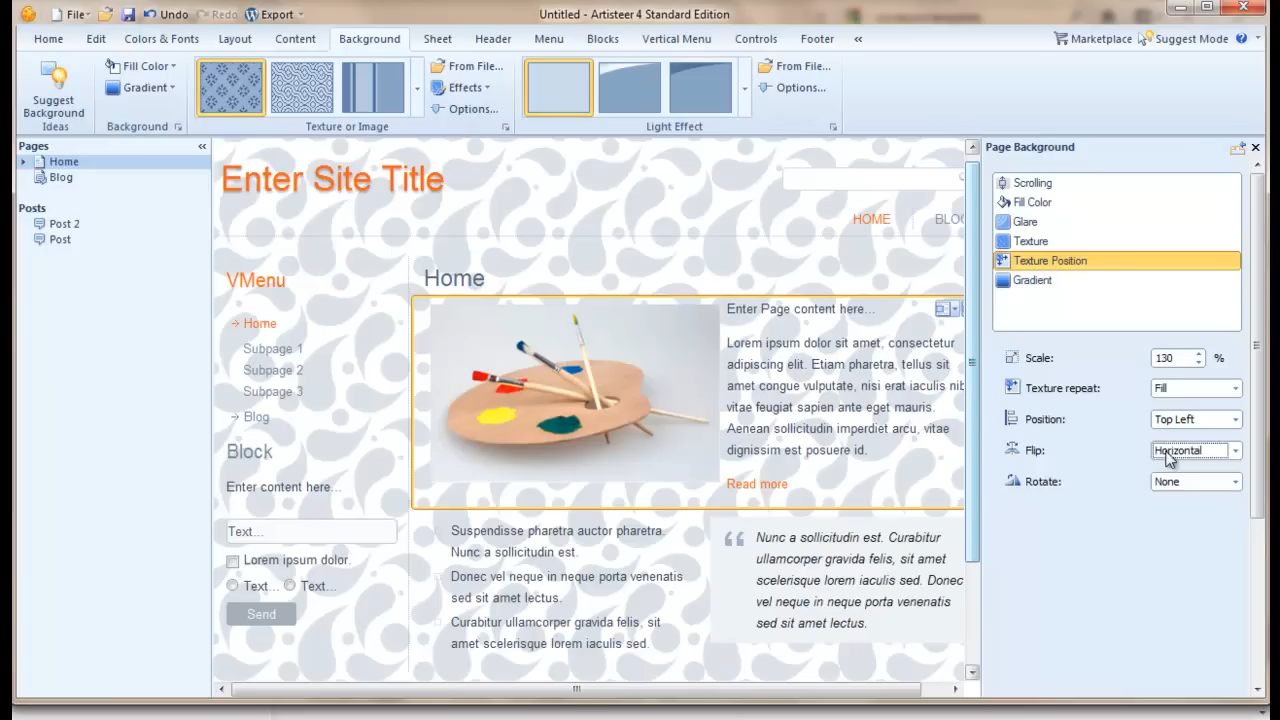 File
Undo
Redo
Export
Untitled - Artisteer 4 Standard Edition
Home
Edit
Colors & Fonts
Layout
Content
Background
Sheet
Header
Menu
Blocks
Vertical Menu
Controls
Footer
Marketplace
Suggest Mode
Suggest
Background
Ideas
Fill Color
Gradient
Background
From File...
Effects
Options...
Texture or Image
From File...
Options...
Light Effect
Pages
Home
Blog
Posts
Post 2
Post
Enter Site Title
HOME
BLOG
VMenu
Home
Subpage 1
Subpage 2
Subpage 3
Blog
Block
Enter content here...
Text...
Lorem ipsum dolor.
Text...
Text...
Send
Home
Enter Page content here...
Lorem ipsum dolor sit amet, consectetur
adipiscing elit. Etiam pharetra, tellus sit
amet congue vulputate, nisi erat iaculis nib
vitae feugiat sapien ante eget mauris.
Aenean sollicitudin imperdiet arcu, vitae
dignissim est posuere id.
Read more
Suspendisse pharetra auctor pharetra.
Nunc a sollicitudin est.
Donec vel neque in neque porta venenatis
sed sit amet lectus.
Curabitur ullamcorper gravida felis, sit
amet scelerisque lorem iaculis sed.
Nunc a sollicitudin est. Curabitur
ullamcorper gravida felis, sit amet
scelerisque lorem iaculis sed. Donec
vel neque in neque porta venenatis
sed sit amet lectus.
Page Background
Scrolling
Fill Color
Glare
Texture
Texture Position
Gradient
Scale: 130 %
Texture repeat: Fill
Position: Top Left
Flip: Horizontal
Rotate: None